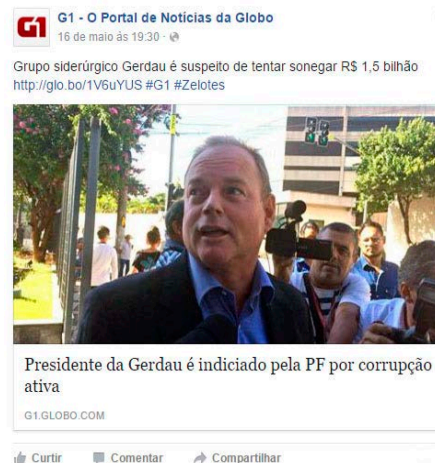 G1
G1 - O Portal de Notícias da Globo
16 de maio às 19:30 ·
Grupo siderúrgico Gerdau é suspeito de tentar sonegar R$ 1,5 bilhão
http://glo.bo/1V6uYUS #G1 #Zelotes
Presidente da Gerdau é indiciado pela PF por corrupção
ativa
G1.GLOBO.COM
Curtir Comentar Compartilhar